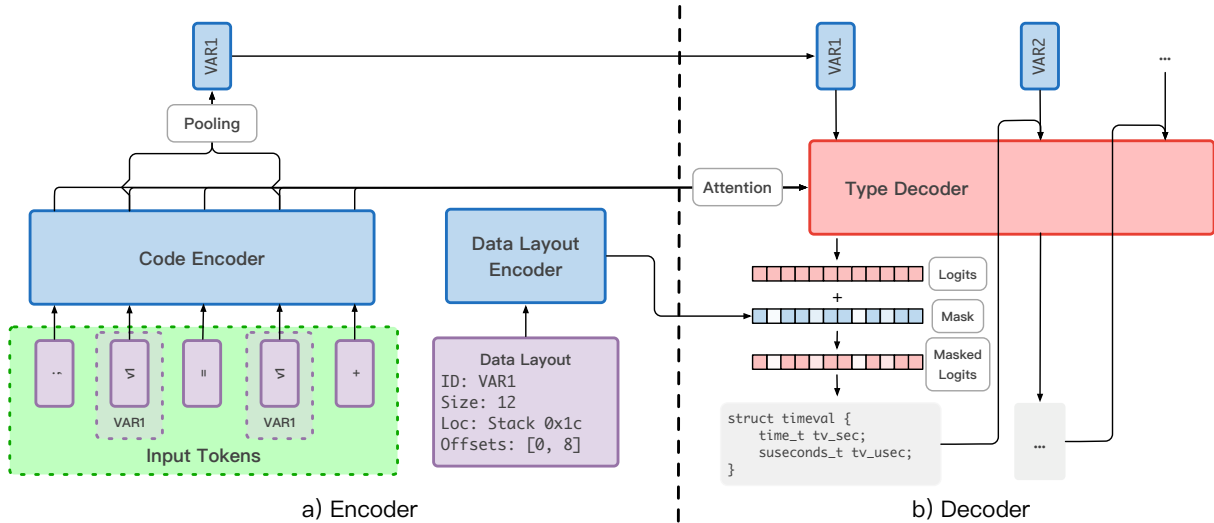 VAR1
VAR1
VAR2
...
Pooling
Attention
Type Decoder
Code Encoder
Data Layout
Encoder
Logits
+
Mask
Masked
Logits
;
v1
=
v1
+
VAR1
VAR1
Input Tokens
Data Layout
ID: VAR1
Size: 12
Loc: Stack 0x1c
Offsets: [0, 8]
struct timeval {
time_t tv_sec;
suseconds_t tv_usec;
}
...
a) Encoder
b) Decoder